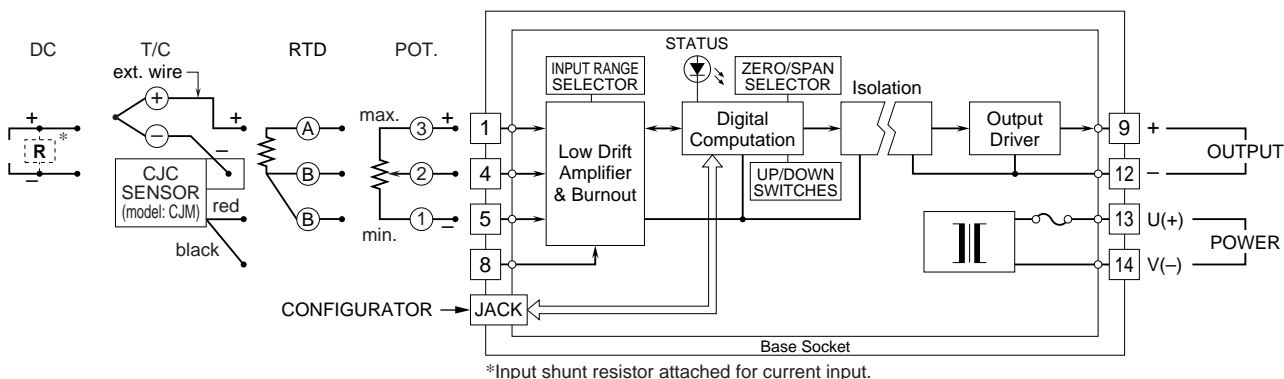 DC
T/C
RTD
POT.
ext. wire
+
+
–
R
*
–
+
–
CJC
SENSOR
(model: CJM)
red
black
A
B
B
max.
3
+
2
1
–
min.
1
4
5
8
CONFIGURATOR
JACK
INPUT RANGE
SELECTOR
Low Drift
Amplifier
& Burnout
STATUS
ZERO/SPAN
SELECTOR
Digital
Computation
UP/DOWN
SWITCHES
Isolation
Output
Driver
9
+
OUTPUT
12
–
13
U(+)
POWER
14
V(–)
Base Socket
*Input shunt resistor attached for current input.